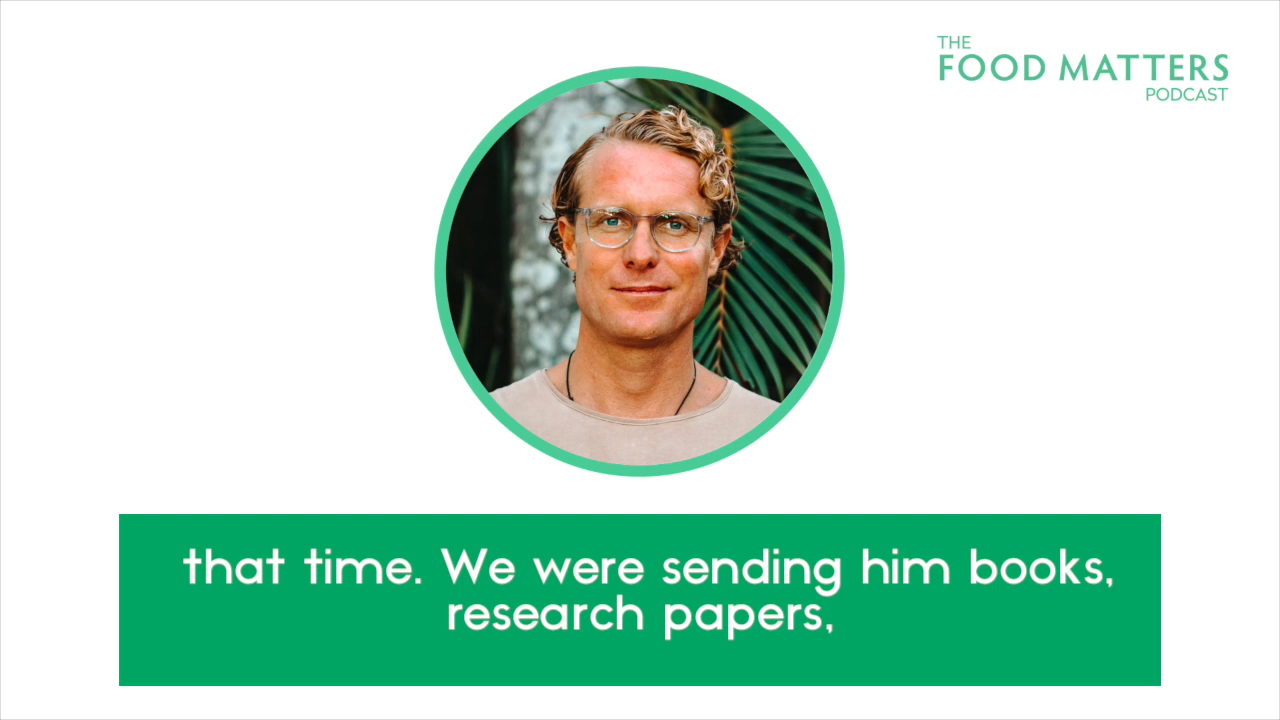 THE
FOOD MATTERS
PODCAST
that time. We were sending him books,
research papers,